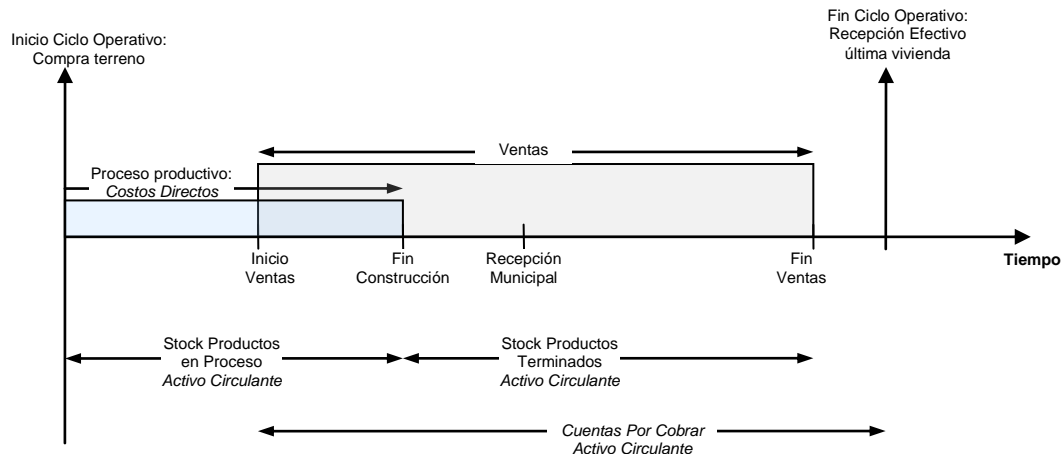 Inicio Ciclo Operativo:
Compra terreno
Fin Ciclo Operativo:
Recepción Efectivo
última vivienda
Ventas
Proceso productivo:
Costos Directos
Inicio
Ventas
Fin
Construcción
Recepción
Municipal
Fin
Ventas
Tiempo
Stock Productos
en Proceso
Activo Circulante
Stock Productos
Terminados
Activo Circulante
Cuentas Por Cobrar
Activo Circulante